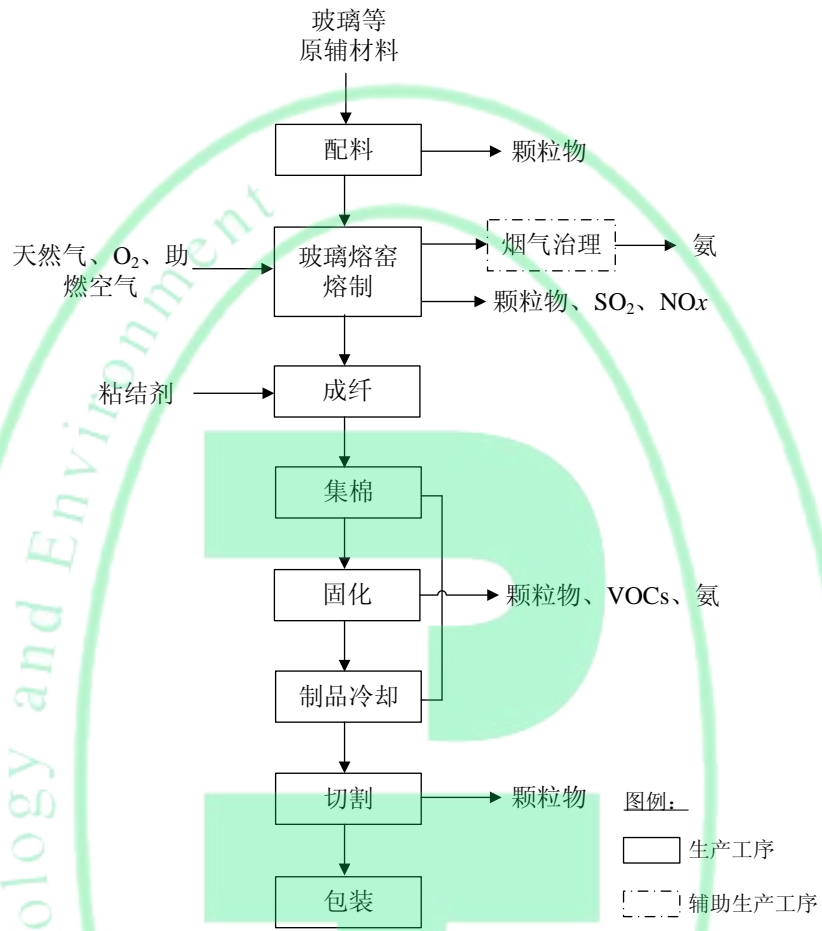 玻璃等
原辅材料
配料
颗粒物
天然气、O₂、助
燃空气
玻璃熔窑
熔制
烟气治理
氨
颗粒物、SO₂、NOx
粘结剂
成纤
集棉
固化
颗粒物、VOCs、氨
制品冷却
切割
颗粒物
包装
图例：
生产工序
辅助生产工序
ology and Environment